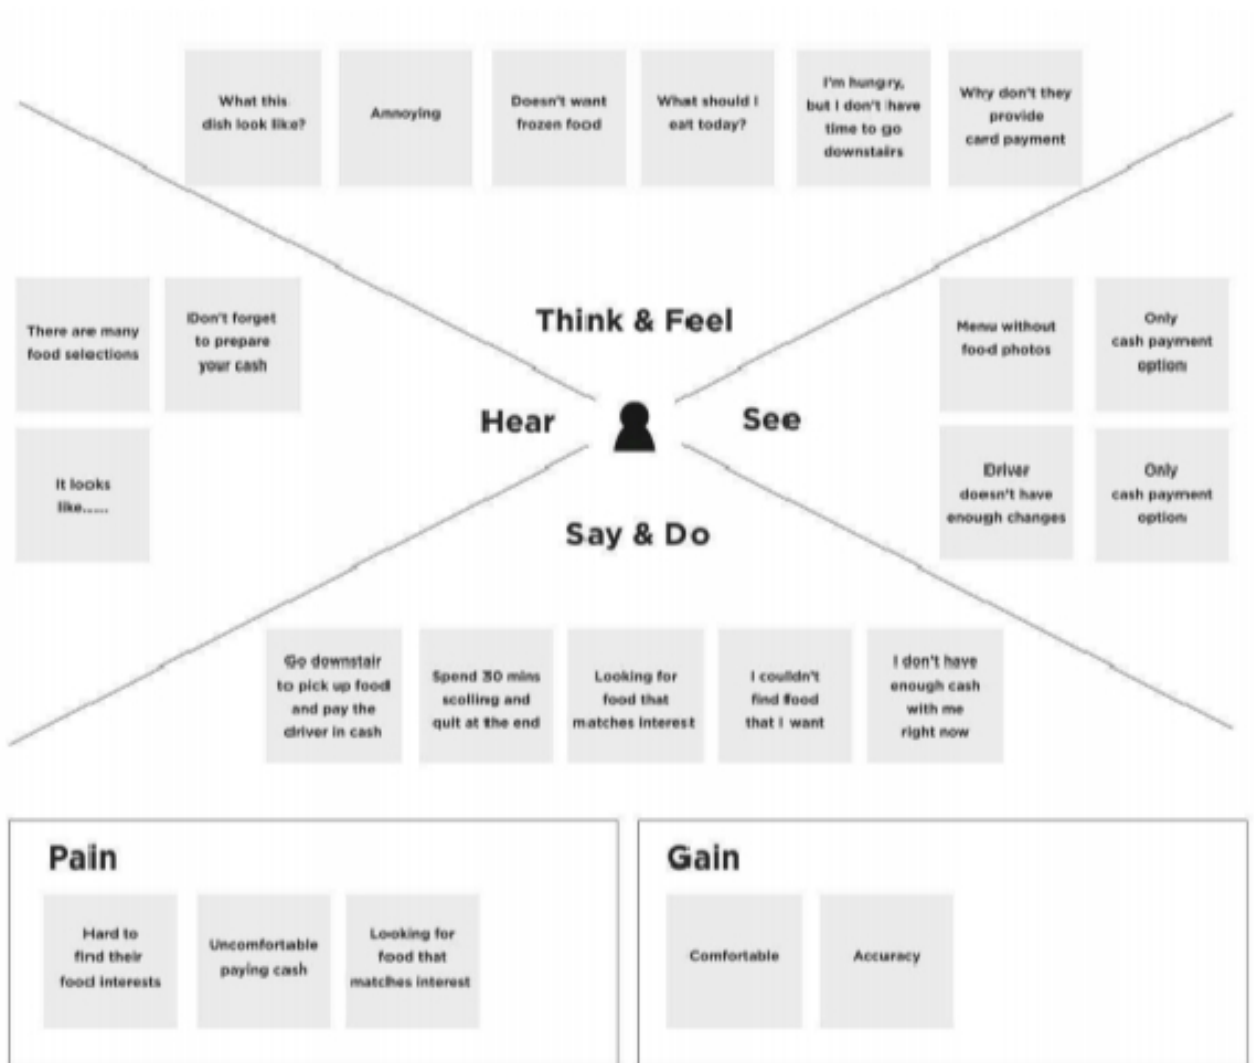 What this
dish look like?
Annoying
Doesn't want
frozen food
What should I
eat today?
I'm hungry,
but I don't have
time to go
downstairs
Why don't they
provide
card payment
Think & Feel
There are many
food selections
Don't forget
to prepare
your cash
It looks
like.....
Hear
See
Menu without
food photos
Only
cash payment
option
Driver
doesn't have
enough changes
Only
cash payment
option
Say & Do
Go downstair
to pick up food
and pay the
driver in cash
Spend 30 mins
scolling and
quit at the end
Looking for
food that
matches interest
I couldn't
find food
that I want
I don't have
enough cash
with me
right now
Pain
Hard to
find their
food interests
Uncomfortable
paying cash
Looking for
food that
matches interest
Gain
Comfortable
Accuracy